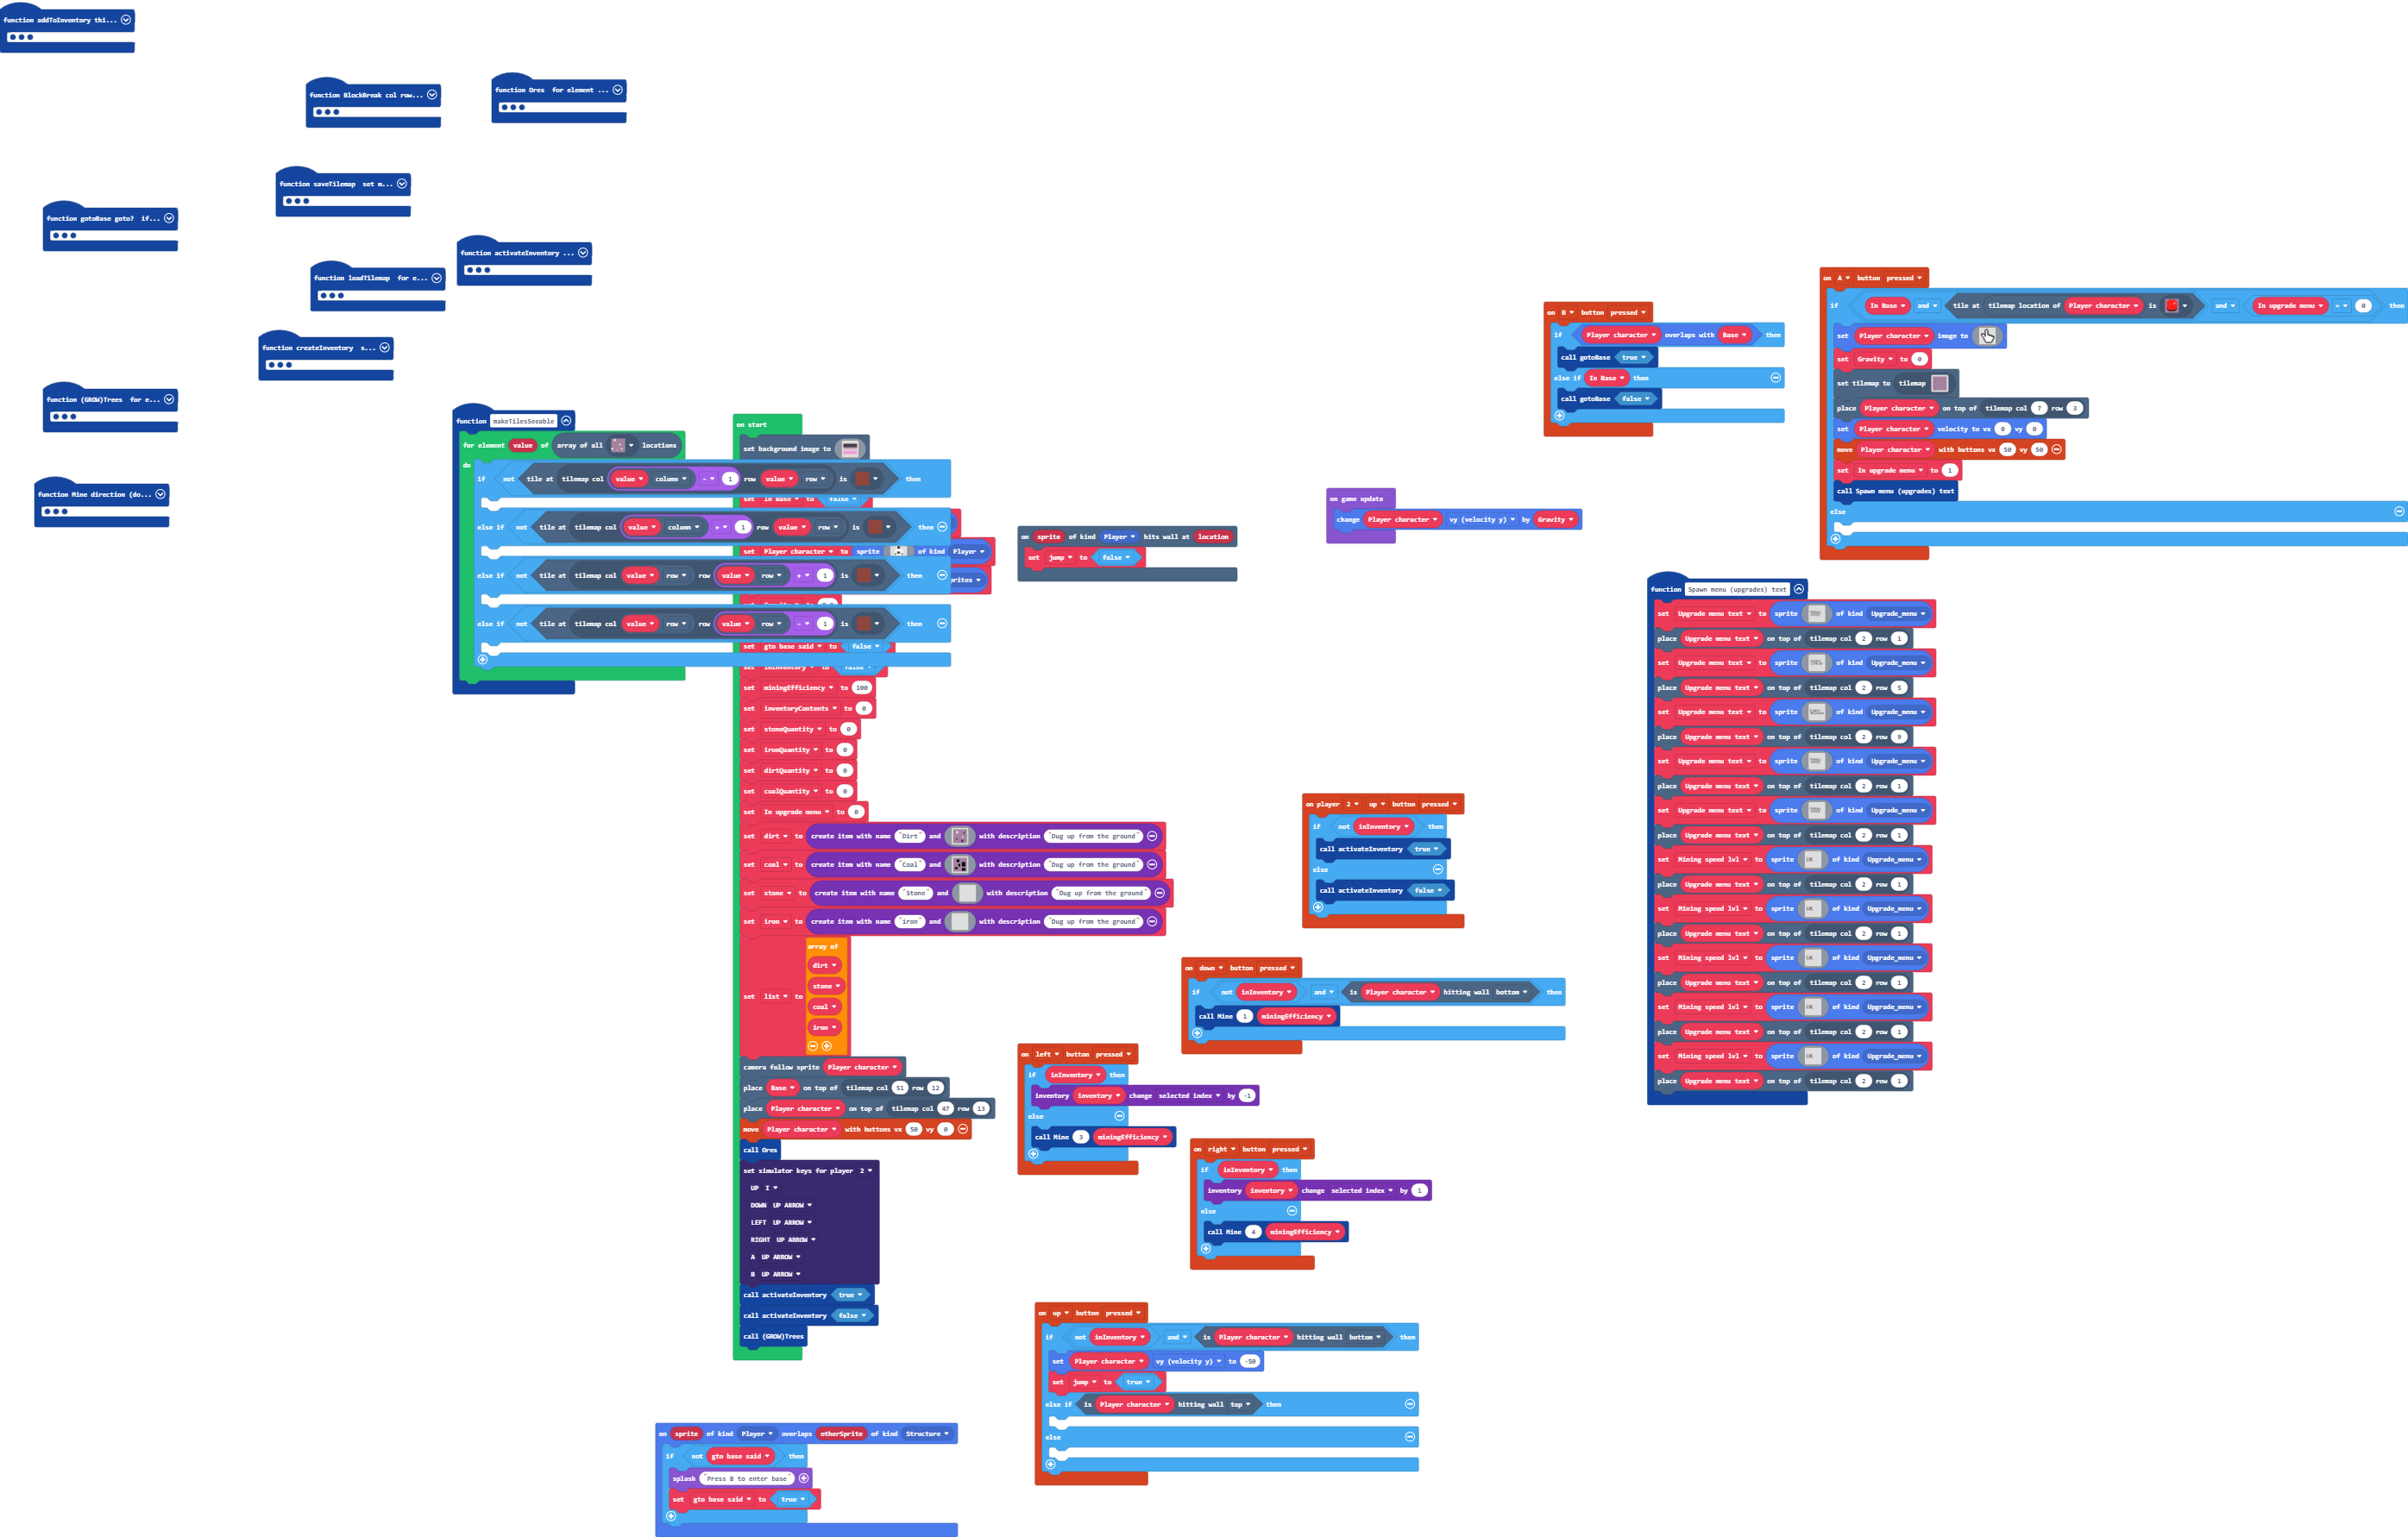 function addToInventory thi...
function BlockBreak col row...
function Ores for element ...
function saveTilemap set m...
function gotoBase goto? if...
function activateInventory ...
function loadTilemap for e...
function createInventory s...
function (GROW)Trees for e...
function Mine direction (do...
function makeTilesSeeable
for element value of array of all locations
do
if not tile at tilemap col value column - 1 row value row is then
else if not tile at tilemap col value column + 1 row value row is then
else if not tile at tilemap col value row row value row + 1 is then
else if not tile at tilemap col value row row value row - 1 is then
on start
set background image to
set In Base to false
set Player character to sprite of kind Player
set gto base said to false
set inInventory to false
set miningEfficiency to 100
set inventoryContents to 0
set stoneQuantity to 0
set ironQuantity to 0
set dirtQuantity to 0
set coalQuantity to 0
set In upgrade menu to 0
set dirt to create item with name "Dirt" and with description "Dug up from the ground"
set coal to create item with name "Coal" and with description "Dug up from the ground"
set stone to create item with name "Stone" and with description "Dug up from the ground"
set iron to create item with name "iron" and with description "Dug up from the ground"
set list to array of
dirt
stone
coal
iron
camera follow sprite Player character
place Base on top of tilemap col 51 row 12
place Player character on top of tilemap col 47 row 13
move Player character with buttons vx 50 vy 0
call Ores
set simulator keys for player 2
UP I
DOWN UP ARROW
LEFT UP ARROW
RIGHT UP ARROW
A UP ARROW
B UP ARROW
call activateInventory true
call activateInventory false
call (GROW)Trees
on sprite of kind Player overlaps otherSprite of kind Structure
if not gto base said then
splash "Press B to enter base"
set gto base said to true
on sprite of kind Player hits wall at location
set jump to false
on game update
change Player character vy (velocity y) by Gravity
on B button pressed
if Player character overlaps with Base then
call gotoBase true
else if In Base then
call gotoBase false
on A button pressed
if In Base and tile at tilemap location of Player character is and In upgrade menu = 0 then
set Player character image to
set Gravity to 0
set tilemap to tilemap
place Player character on top of tilemap col 7 row 3
set Player character velocity to vx 0 vy 0
move Player character with buttons vx 50 vy 50
set In upgrade menu to 1
call Spawn menu (upgrades) text
else
function Spawn menu (upgrades) text
set Upgrade menu text to sprite of kind Upgrade_menu
place Upgrade menu text on top of tilemap col 2 row 1
set Upgrade menu text to sprite of kind Upgrade_menu
place Upgrade menu text on top of tilemap col 2 row 5
set Upgrade menu text to sprite of kind Upgrade_menu
place Upgrade menu text on top of tilemap col 2 row 9
set Upgrade menu text to sprite of kind Upgrade_menu
place Upgrade menu text on top of tilemap col 2 row 1
set Upgrade menu text to sprite of kind Upgrade_menu
place Upgrade menu text on top of tilemap col 2 row 1
set Mining speed lvl to sprite of kind Upgrade_menu
place Upgrade menu text on top of tilemap col 2 row 1
set Mining speed lvl to sprite of kind Upgrade_menu
place Upgrade menu text on top of tilemap col 2 row 1
set Mining speed lvl to sprite of kind Upgrade_menu
place Upgrade menu text on top of tilemap col 2 row 1
set Mining speed lvl to sprite of kind Upgrade_menu
place Upgrade menu text on top of tilemap col 2 row 1
set Mining speed lvl to sprite of kind Upgrade_menu
place Upgrade menu text on top of tilemap col 2 row 1
on player 2 up button pressed
if not inInventory then
call activateInventory true
else
call activateInventory false
on down button pressed
if not inInventory and is Player character hitting wall bottom then
call Mine 1 miningEfficiency
on left button pressed
if inInventory then
inventory inventory change selected index by -1
else
call Mine 3 miningEfficiency
on right button pressed
if inInventory then
inventory inventory change selected index by 1
else
call Mine 4 miningEfficiency
on up button pressed
if not inInventory and is Player character hitting wall bottom then
set Player character vy (velocity y) to -50
set jump to true
else if is Player character hitting wall top then
else